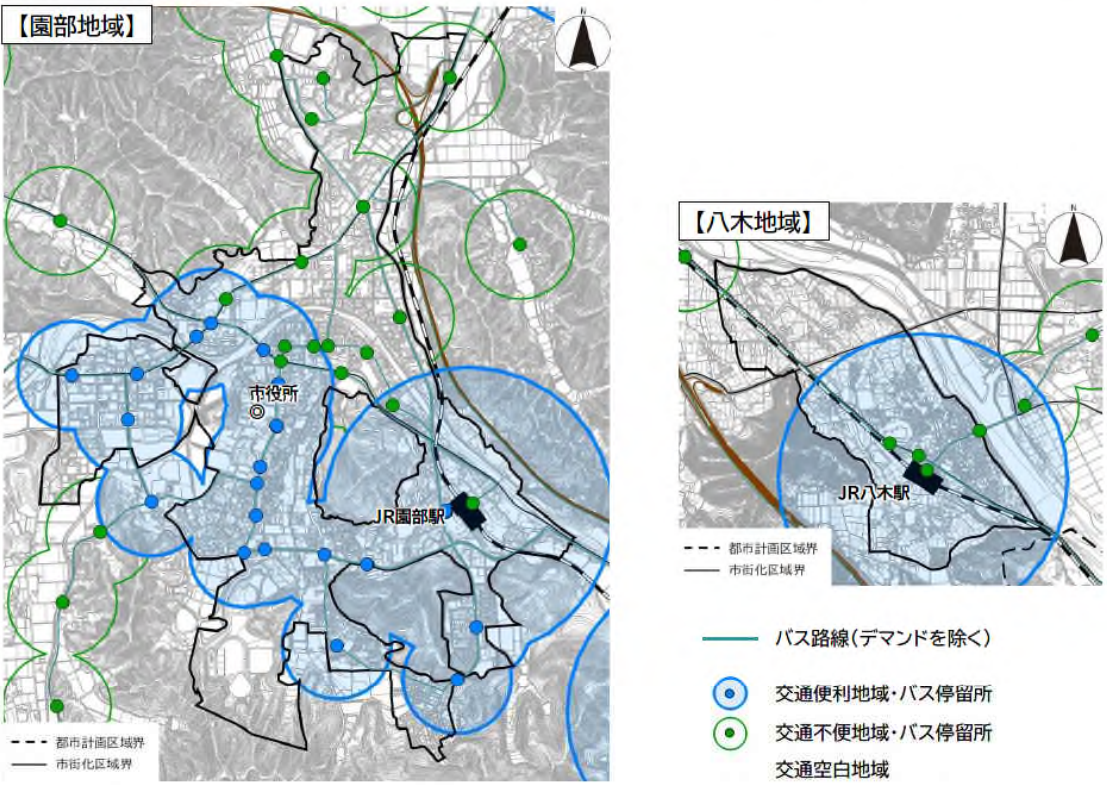 【園部地域】
N
市役所
JR園部駅
都市計画区域界
市街化区域界
【八木地域】
N
JR八木駅
都市計画区域界
市街化区域界
バス路線(デマンドを除く)
交通便利地域・バス停留所
交通不便地域・バス停留所
交通空白地域